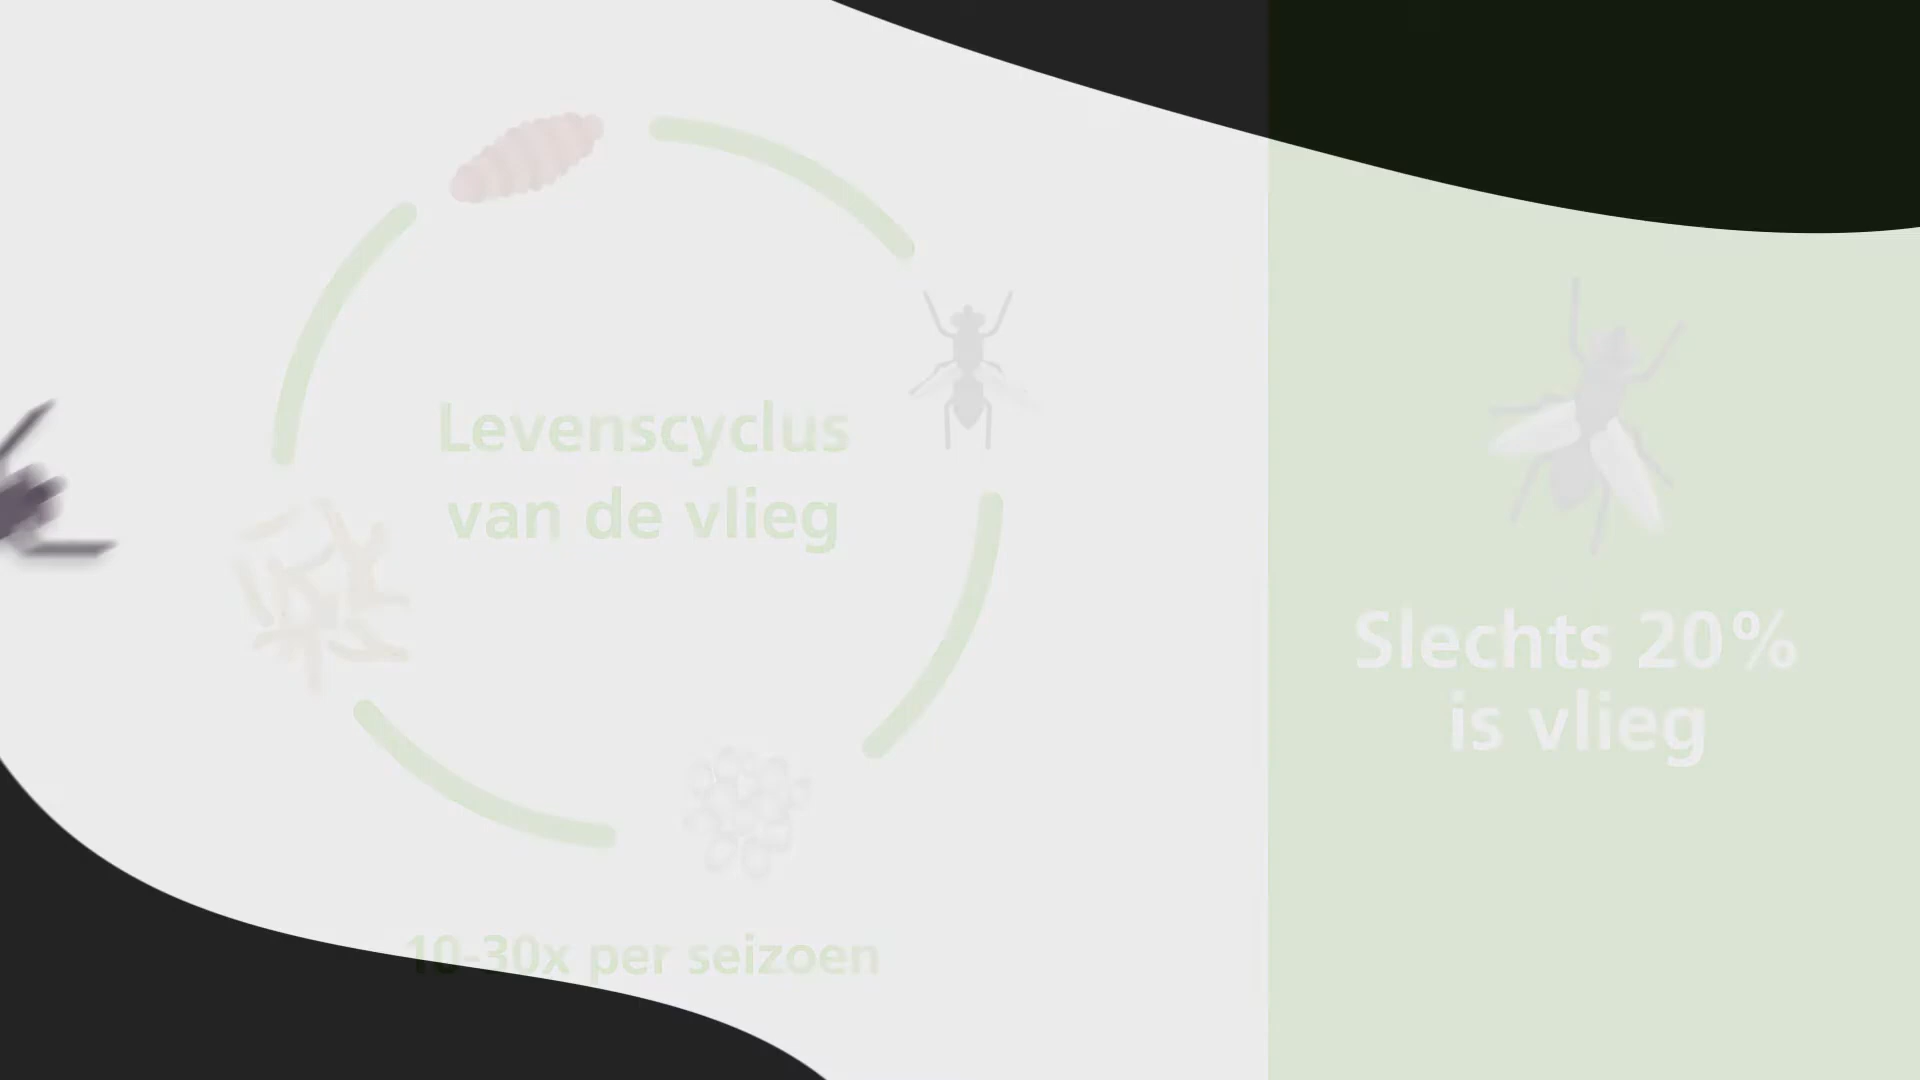 Levenscyclus
van de vlieg
10-30x per seizoen
Slechts 20%
is vlieg